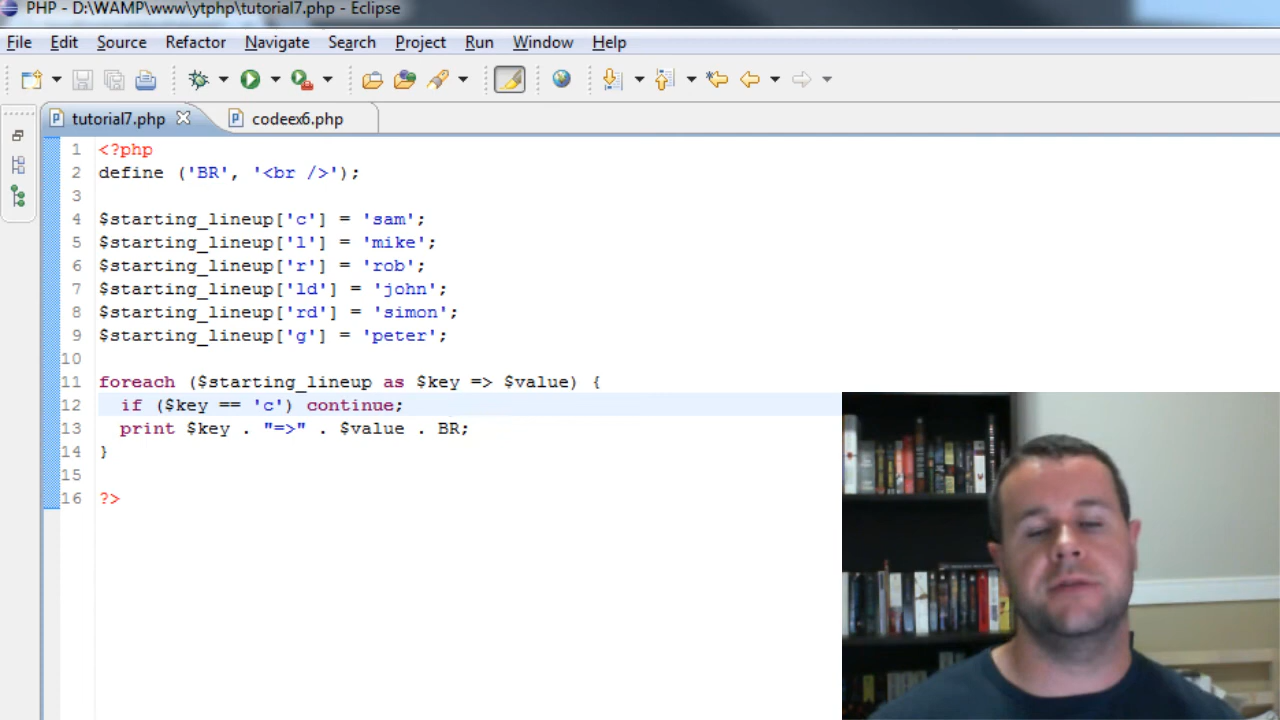 PHP - D:\WAMP\www\ytphp\tutorial7.php - Eclipse
File Edit Source Refactor Navigate Search Project Run Window Help
tutorial7.php codeex6.php
1 <?php
2 define ('BR', '<br />');
3
4 $starting_lineup['c'] = 'sam';
5 $starting_lineup['l'] = 'mike';
6 $starting_lineup['r'] = 'rob';
7 $starting_lineup['ld'] = 'john';
8 $starting_lineup['rd'] = 'simon';
9 $starting_lineup['g'] = 'peter';
10
11 foreach ($starting_lineup as $key => $value) {
12 if ($key == 'c') continue;
13 print $key . "=>" . $value . BR;
14 }
15
16 ?>